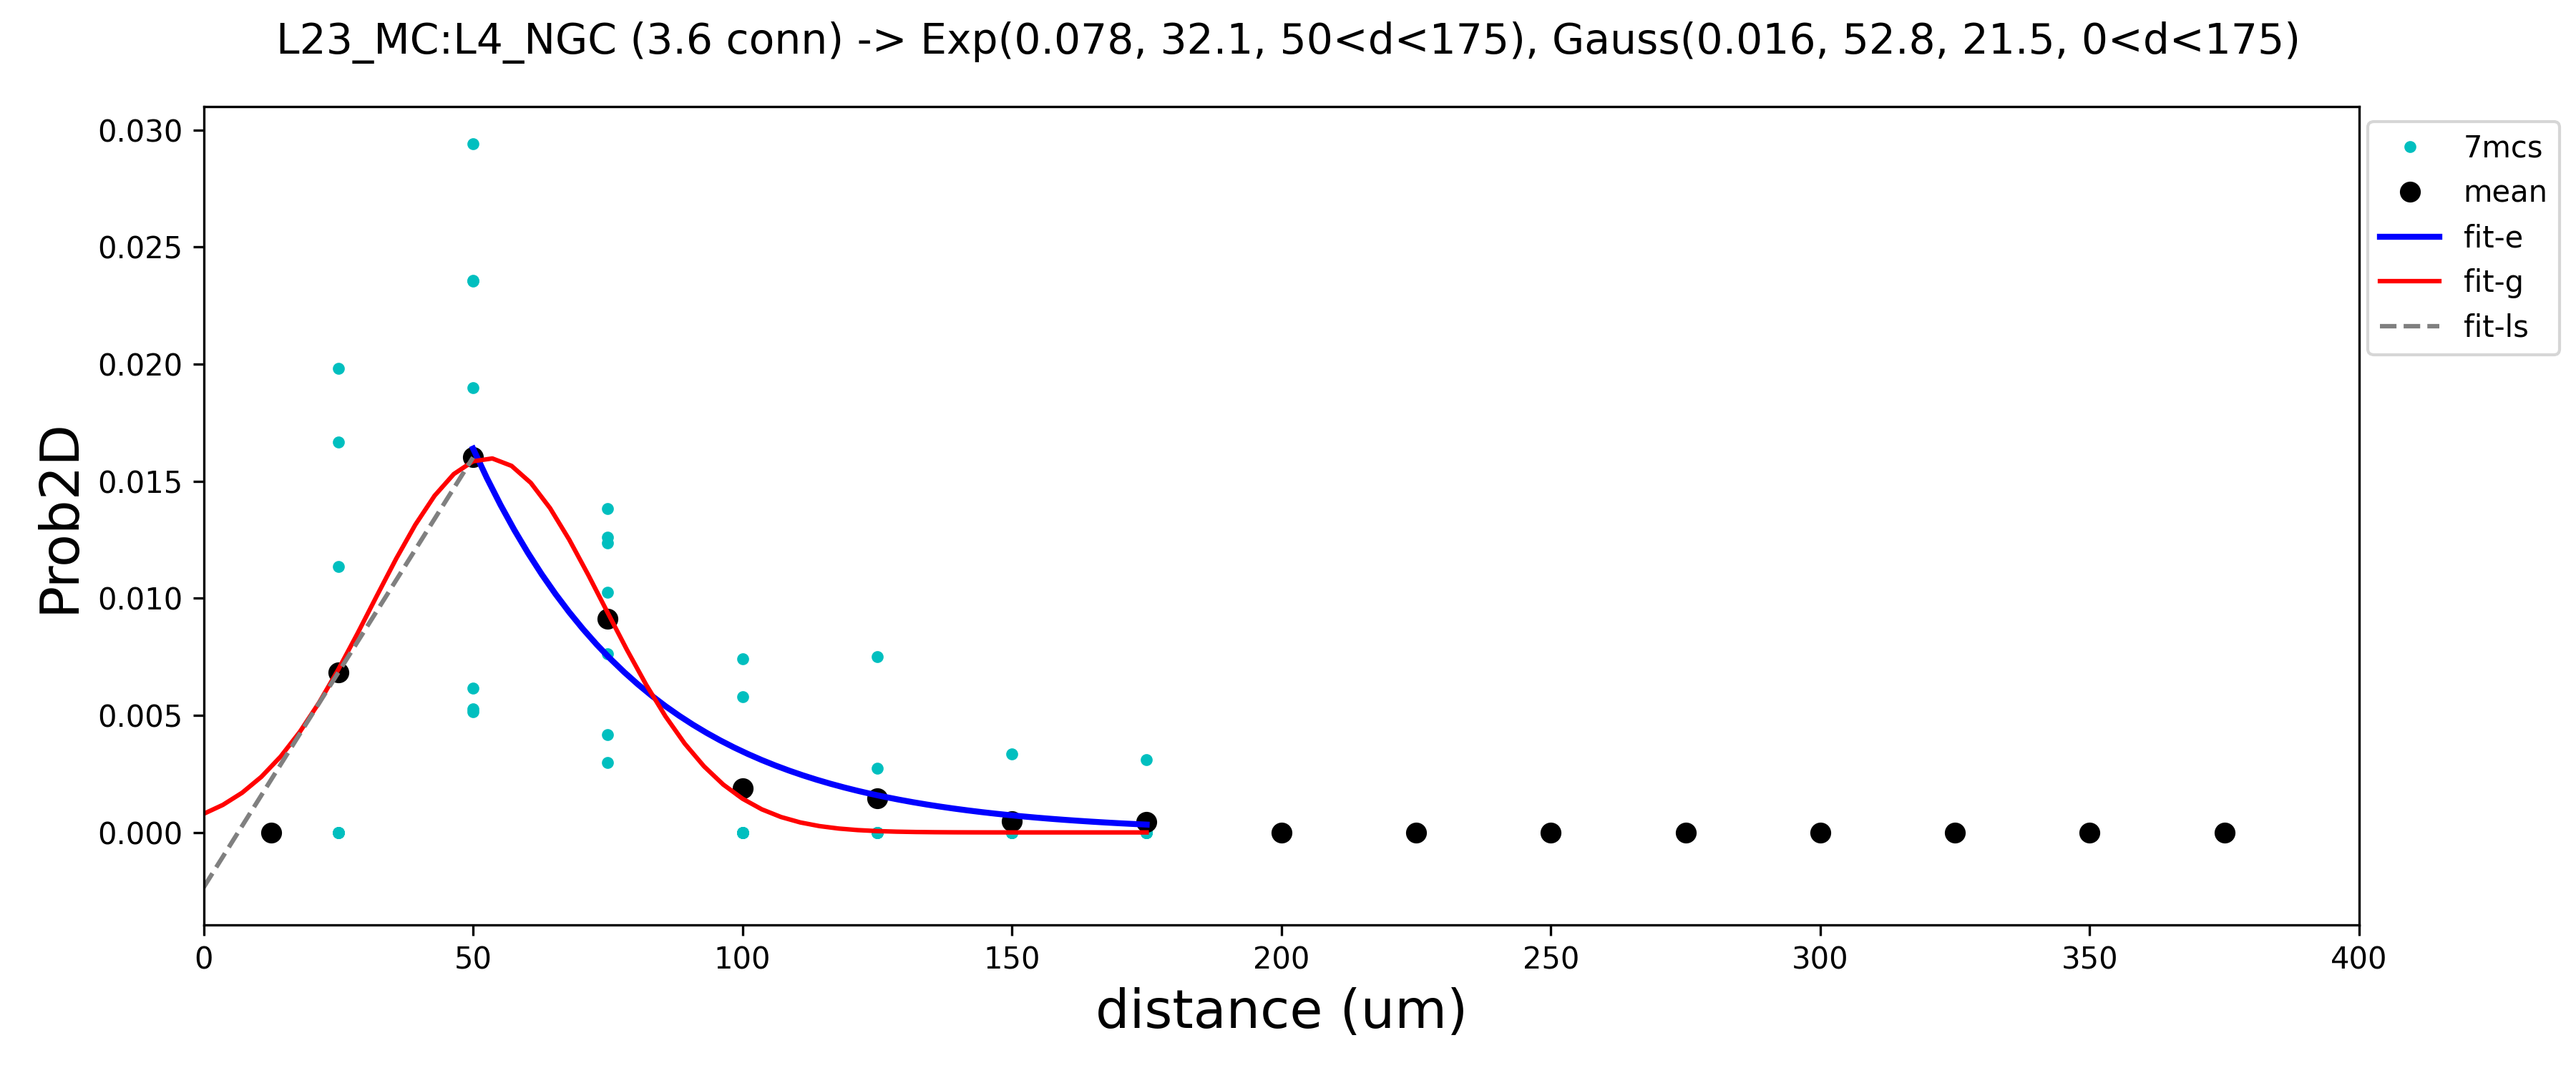 L23_MC:L4_NGC (3.6 conn) -> Exp(0.078, 32.1, 50<d<175), Gauss(0.016, 52.8, 21.5, 0<d<175)
Prob2D
0.030
0.025
0.020
0.015
0.010
0.005
0.000
0 50 100 150 200 250 300 350 400
distance (um)
7mcs
mean
fit-e
fit-g
fit-ls